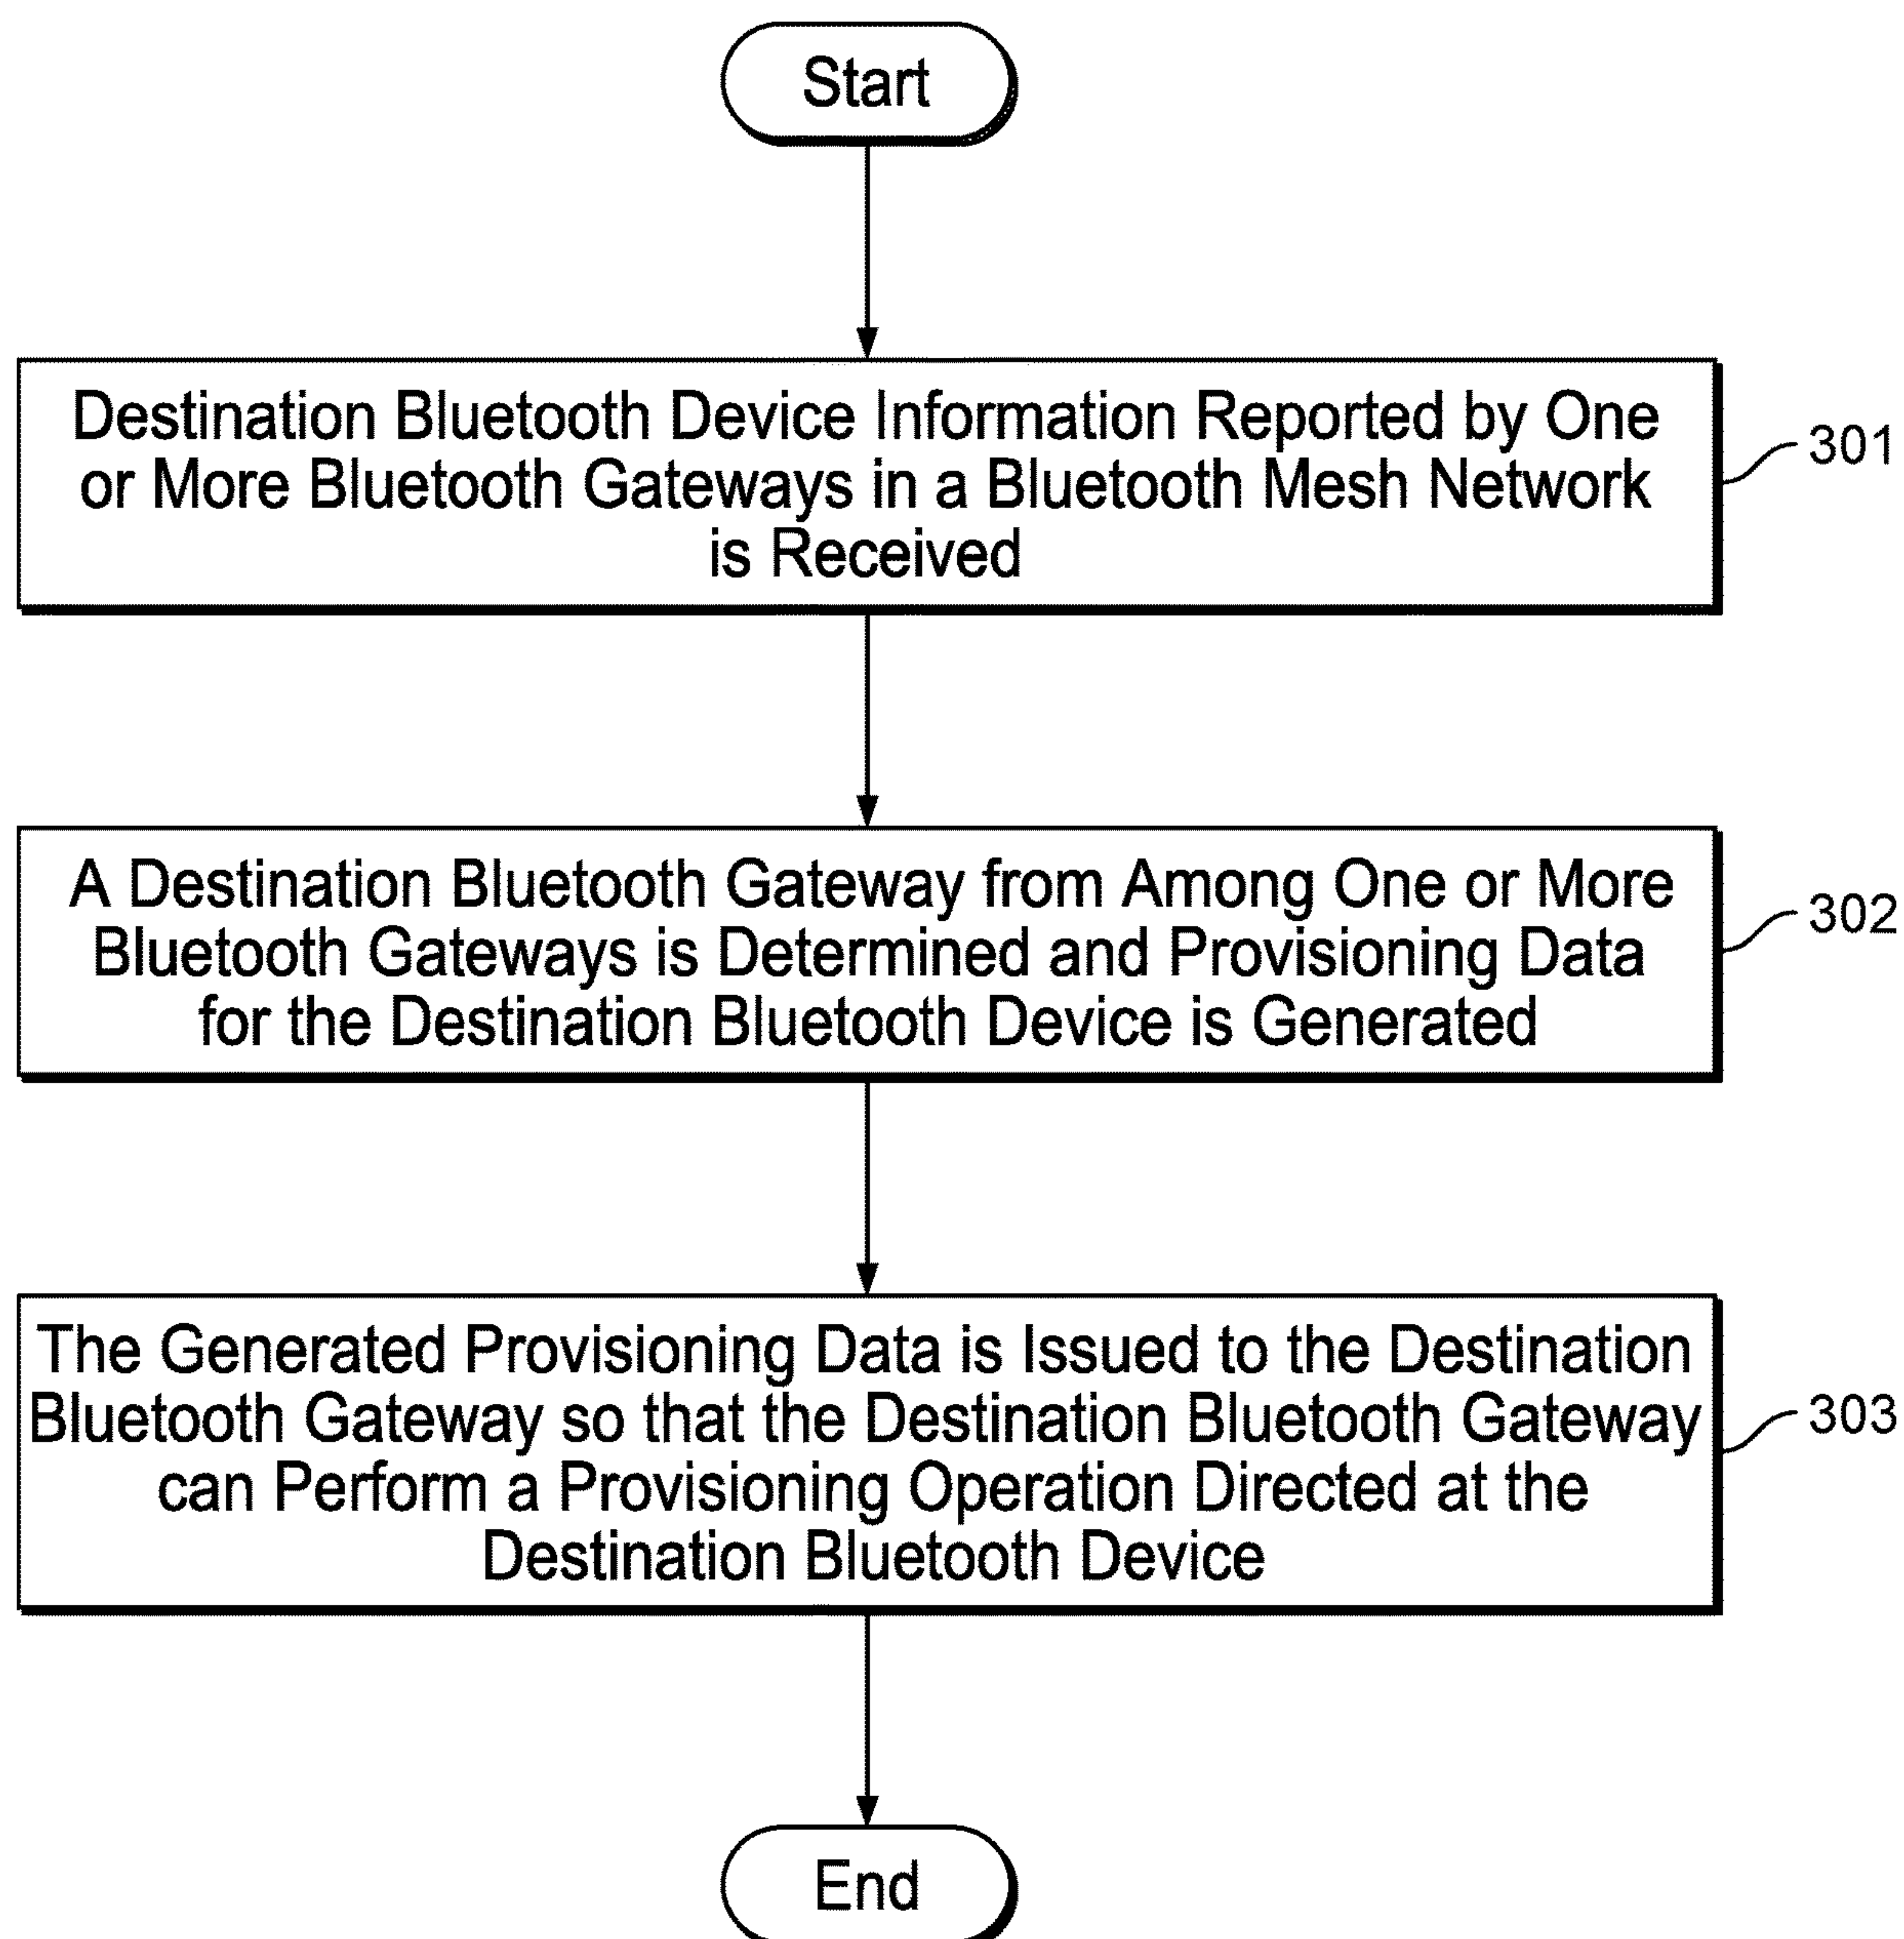 Start
Destination Bluetooth Device Information Reported by One
or More Bluetooth Gateways in a Bluetooth Mesh Network
is Received
301
A Destination Bluetooth Gateway from Among One or More
Bluetooth Gateways is Determined and Provisioning Data
for the Destination Bluetooth Device is Generated
302
The Generated Provisioning Data is Issued to the Destination
Bluetooth Gateway so that the Destination Bluetooth Gateway
can Perform a Provisioning Operation Directed at the
Destination Bluetooth Device
303
End